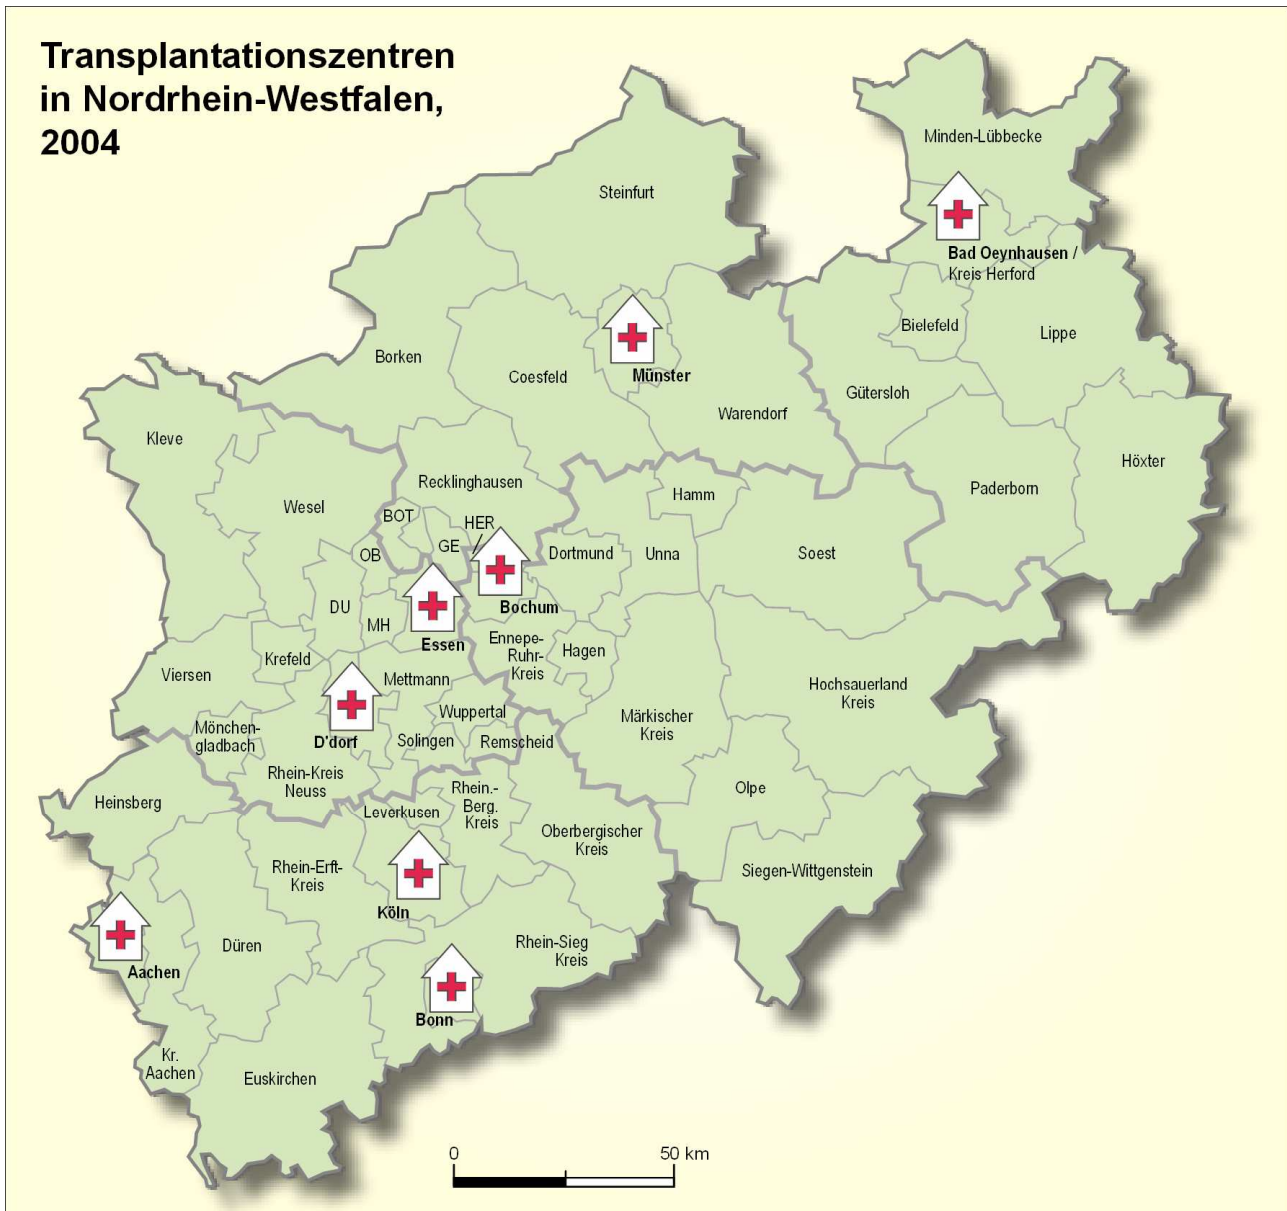 Transplantationszentren
in Nordrhein-Westfalen,
2004
Minden-Lübbecke
Steinfurt
Bad Oeynhausen /
Kreis Herford
Bielefeld
Lippe
Borken
Coesfeld
Münster
Gütersloh
Warendorf
Kleve
Höxter
Recklinghausen
Hamm
Paderborn
Wesel
BOT
HER
GE
OB
Dortmund
Unna
Soest
DU
MH
Bochum
Essen
Ennepe-
Ruhr-
Kreis
Hagen
Krefeld
Viersen
Mettmann
Hochsauerland
Kreis
Wuppertal
Märkischer
Kreis
Mönchen-
gladbach
D'dorf
Solingen
Remscheid
Rhein-Kreis
Neuss
Heinsberg
Leverkusen
Rhein.-
Berg.
Kreis
Olpe
Oberbergischer
Kreis
Rhein-Erft-
Kreis
Siegen-Wittgenstein
Köln
Düren
Rhein-Sieg
Kreis
Aachen
Bonn
Kr.
Aachen
Euskirchen
0 50 km